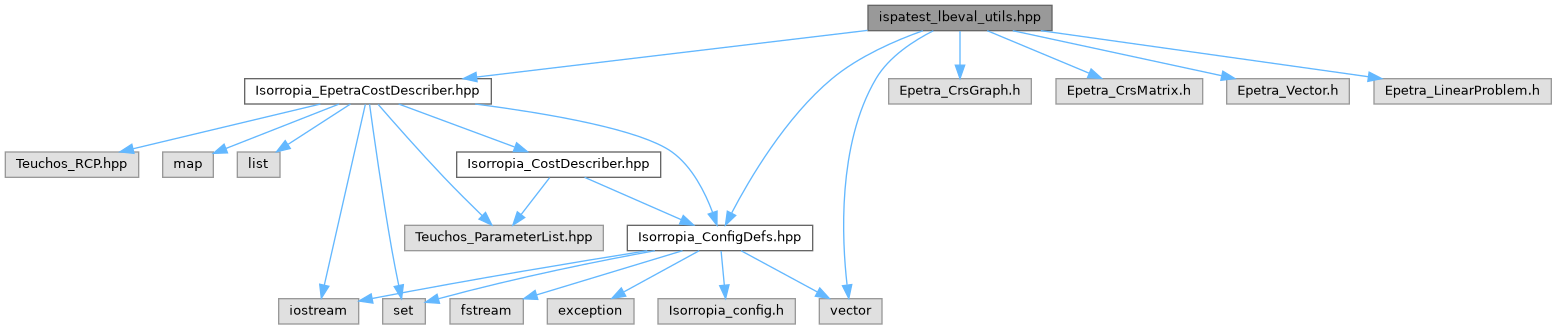 ispatest_lbeval_utils.hpp
Isorropia_EpetraCostDescriber.hpp
Epetra_CrsGraph.h
Epetra_CrsMatrix.h
Epetra_Vector.h
Epetra_LinearProblem.h
Teuchos_RCP.hpp
map
list
Isorropia_CostDescriber.hpp
Teuchos_ParameterList.hpp
Isorropia_ConfigDefs.hpp
iostream
set
fstream
exception
Isorropia_config.h
vector